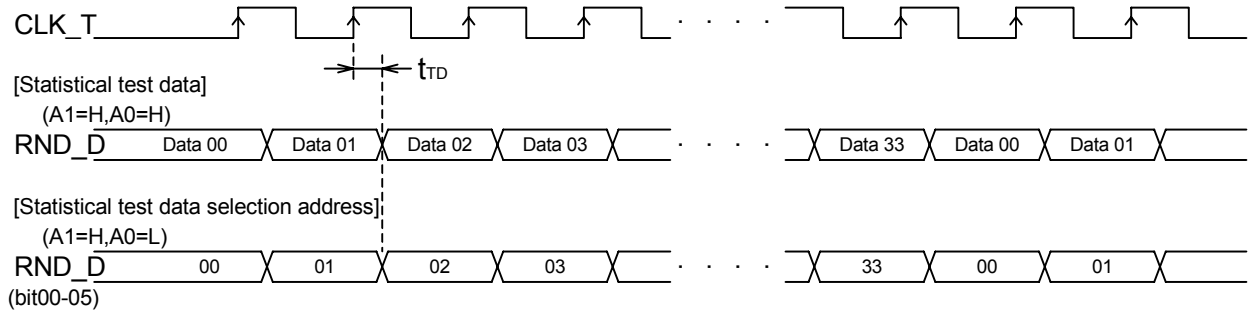 CLK_T
tTD
[Statistical test data]
(A1=H,A0=H)
RND_D Data 00 Data 01 Data 02 Data 03 · · · · Data 33 Data 00 Data 01
[Statistical test data selection address]
(A1=H,A0=L)
RND_D 00 01 02 03 · · · · 33 00 01
(bit00-05)